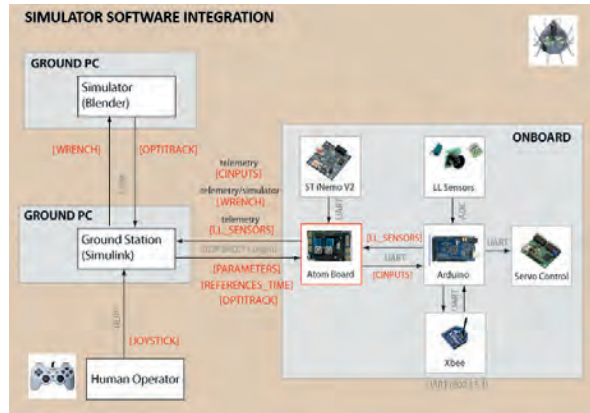 SIMULATOR SOFTWARE INTEGRATION
GROUND PC
Simulator
(Blender)
[WRENCH]
[OPTITRACK]
GROUND PC
Ground Station
(Simulink)
telemetry
[CINPUTS]
telemetry/simulator
[WRENCH]
telemetry
[LL_SENSORS]
[PARAMETERS]
[REFERENCES_TIME]
[OPTITRACK]
[JOYSTICK]
Human Operator
ONBOARD
ST iNemo V2
LL Sensors
UART
[LL_SENSORS]
Atom Board
UART
[CINPUTS]
Arduino
UART
Servo Control
UART
Xbee